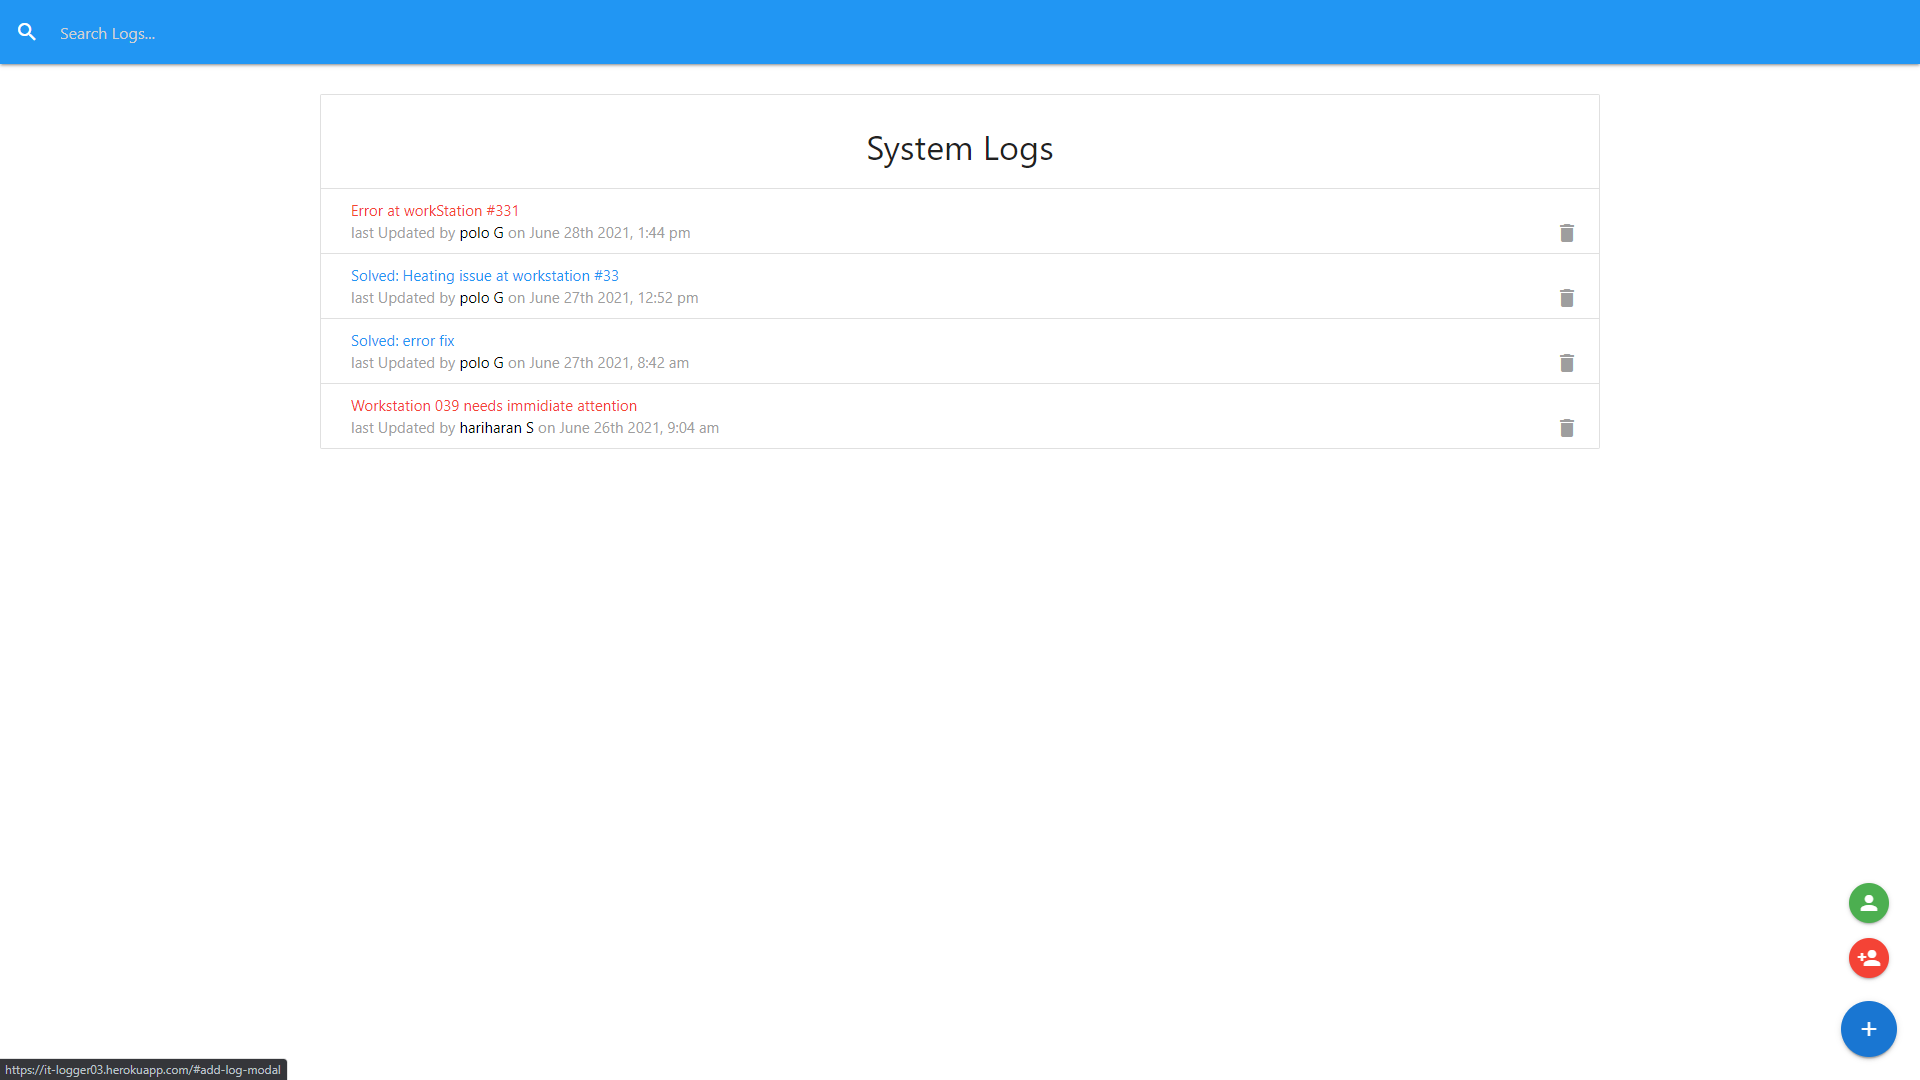 Search Logs...
System Logs
Error at workStation #331
last Updated by polo G on June 28th 2021, 1:44 pm
Solved: Heating issue at workstation #33
last Updated by polo G on June 27th 2021, 12:52 pm
Solved: error fix
last Updated by polo G on June 27th 2021, 8:42 am
Workstation 039 needs immidiate attention
last Updated by hariharan S on June 26th 2021, 9:04 am
https://it-logger03.herokuapp.com/#add-log-modal